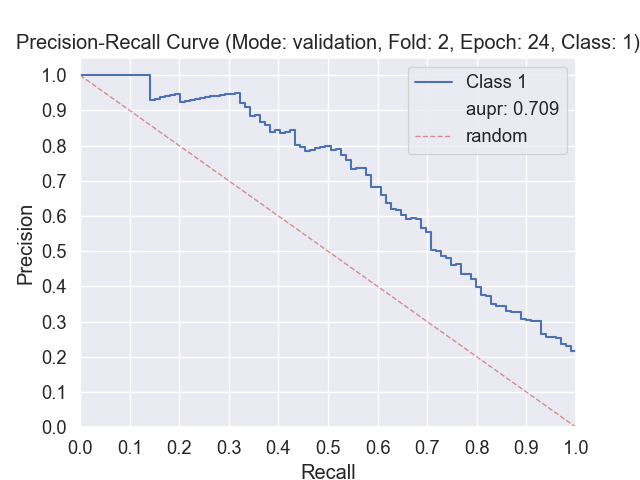 Precision-Recall Curve (Mode: validation, Fold: 2, Epoch: 24, Class: 1)
1.0
0.9
0.8
0.7
0.6
0.5
0.4
0.3
0.2
0.1
0.0
Precision
Class 1
aupr: 0.709
random
0.0 0.1 0.2 0.3 0.4 0.5 0.6 0.7 0.8 0.9 1.0
Recall